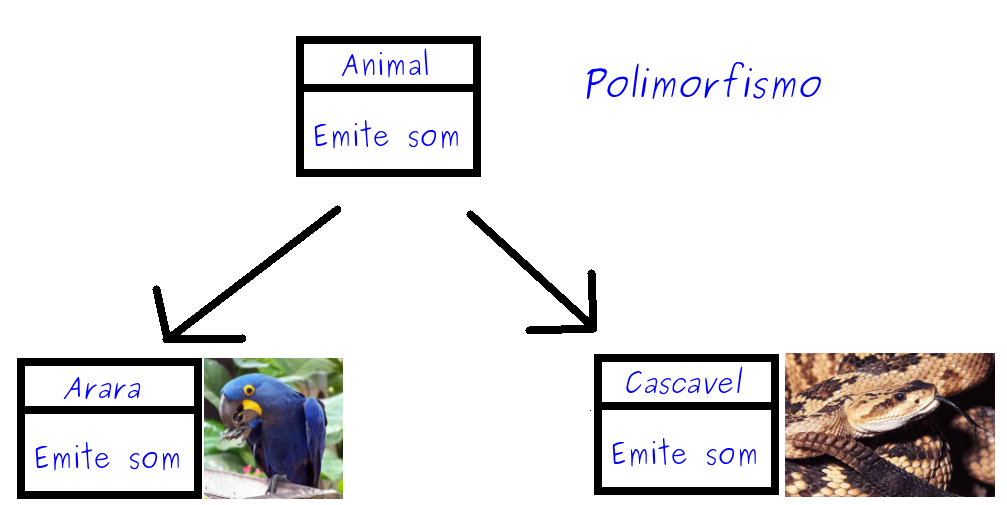 Animal
Polimorfismo
Emite som
Arara
Cascavel
Emite som
Emite som